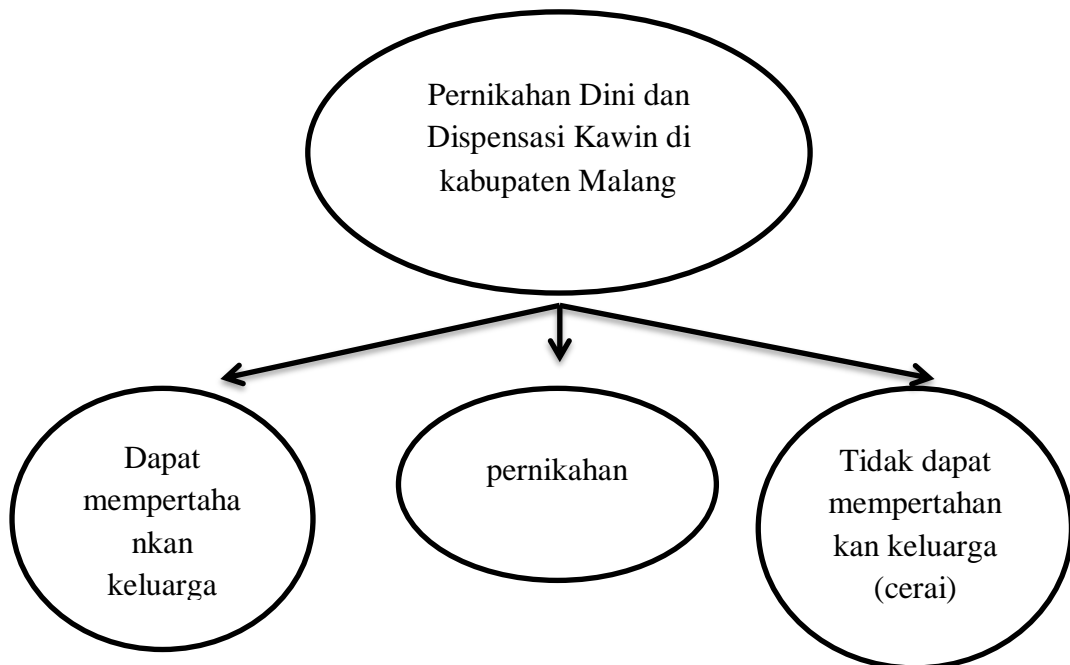 Pernikahan Dini dan
Dispensasi Kawin di
kabupaten Malang
Dapat
mempertaha
nkan
keluarga
pernikahan
Tidak dapat
mempertahan
kan keluarga
(cerai)